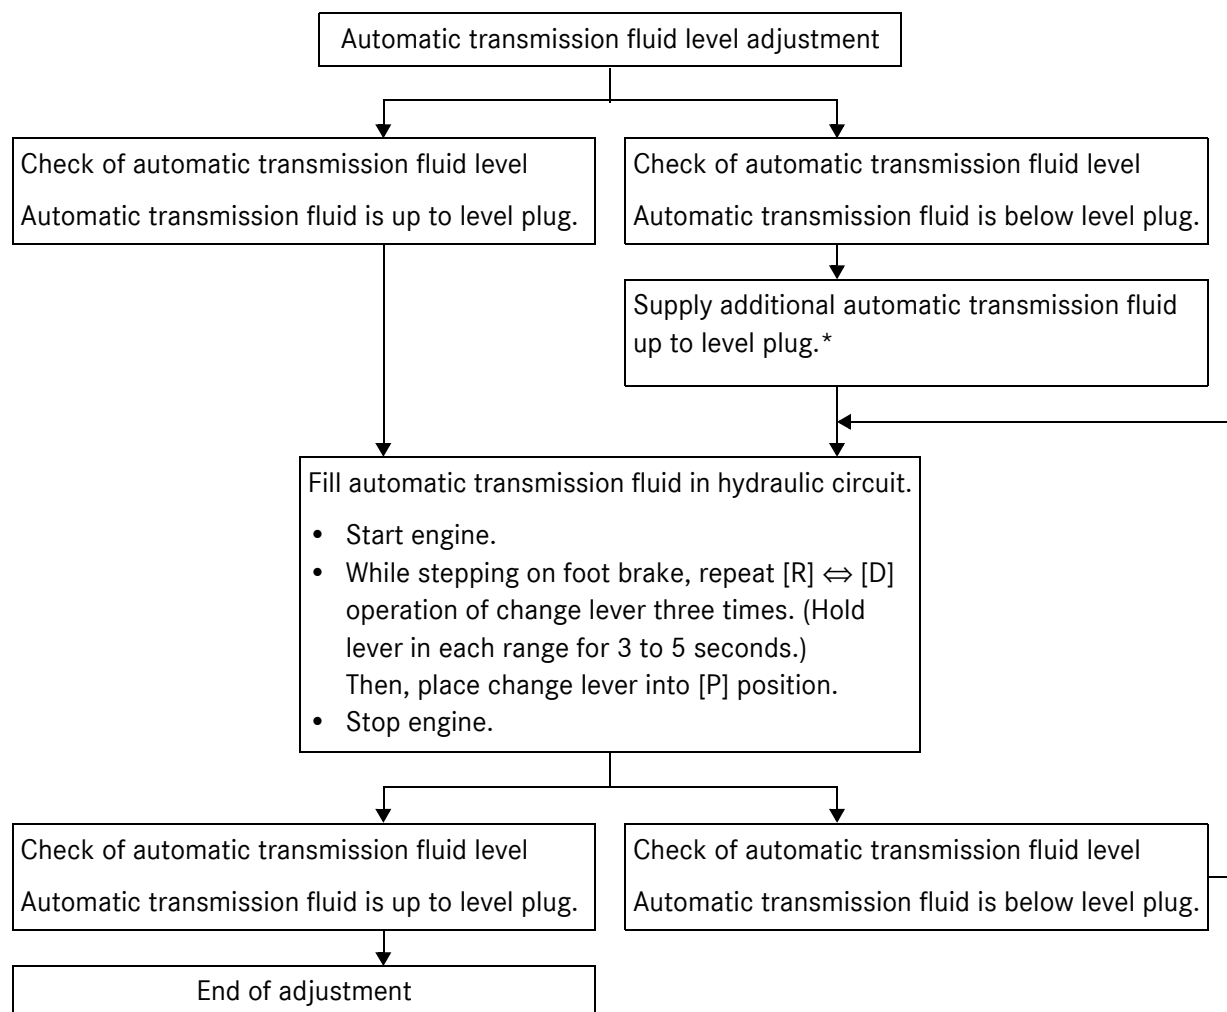 Automatic transmission fluid level adjustment
Check of automatic transmission fluid level
Automatic transmission fluid is up to level plug.
Check of automatic transmission fluid level
Automatic transmission fluid is below level plug.
Supply additional automatic transmission fluid
up to level plug.*
Fill automatic transmission fluid in hydraulic circuit.
• Start engine.
• While stepping on foot brake, repeat [R] ⇔ [D]
operation of change lever three times. (Hold
lever in each range for 3 to 5 seconds.)
Then, place change lever into [P] position.
• Stop engine.
Check of automatic transmission fluid level
Automatic transmission fluid is up to level plug.
Check of automatic transmission fluid level
Automatic transmission fluid is below level plug.
End of adjustment